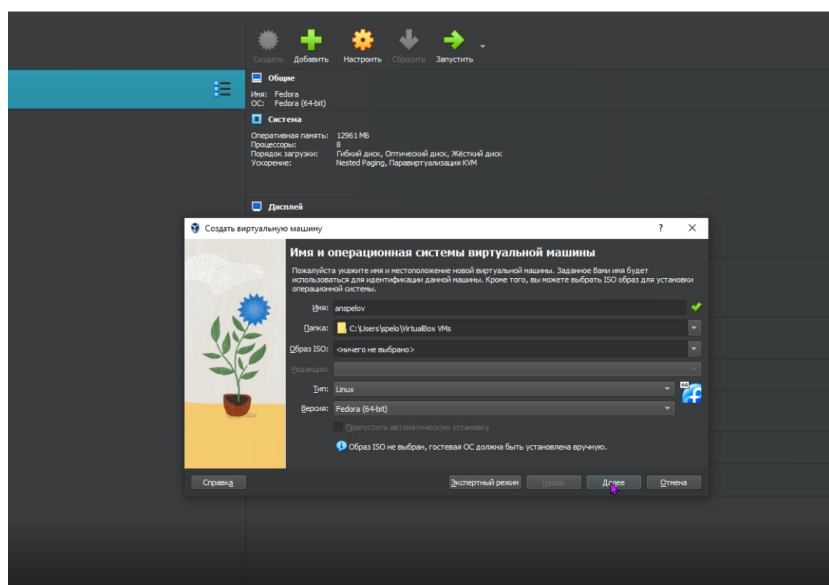 Создать Добавить Настроить Сбросить Запустить
Общие
Имя: Fedora
ОС: Fedora (64-bit)
Система
Оперативная память: 12961 МБ
Процессоры: 8
Порядок загрузки: Гибкий диск, Оптический диск, Жёсткий диск
Ускорение: Nested Paging, Паравиртуализация KVM
Дисплей
Создать виртуальную машину ? ×
Имя и операционная системы виртуальной машины
Пожалуйста укажите имя и местоположение новой виртуальной машины. Заданное Вами имя будет
использоваться для идентификации данной машины. Кроме того, вы можете выбрать ISO образ для установки
операционной системы.
Имя: anspelov
Папка: C:\Users\spelo\VirtualBox VMs
Образ ISO: <ничего не выбрано>
Редакция:
Тип: Linux
64
Версия: Fedora (64-bit)
Пропустить автоматическую установку
Образ ISO не выбран, гостевая ОС должна быть установлена вручную.
Справка Экспертный режим Назад Далее Отмена